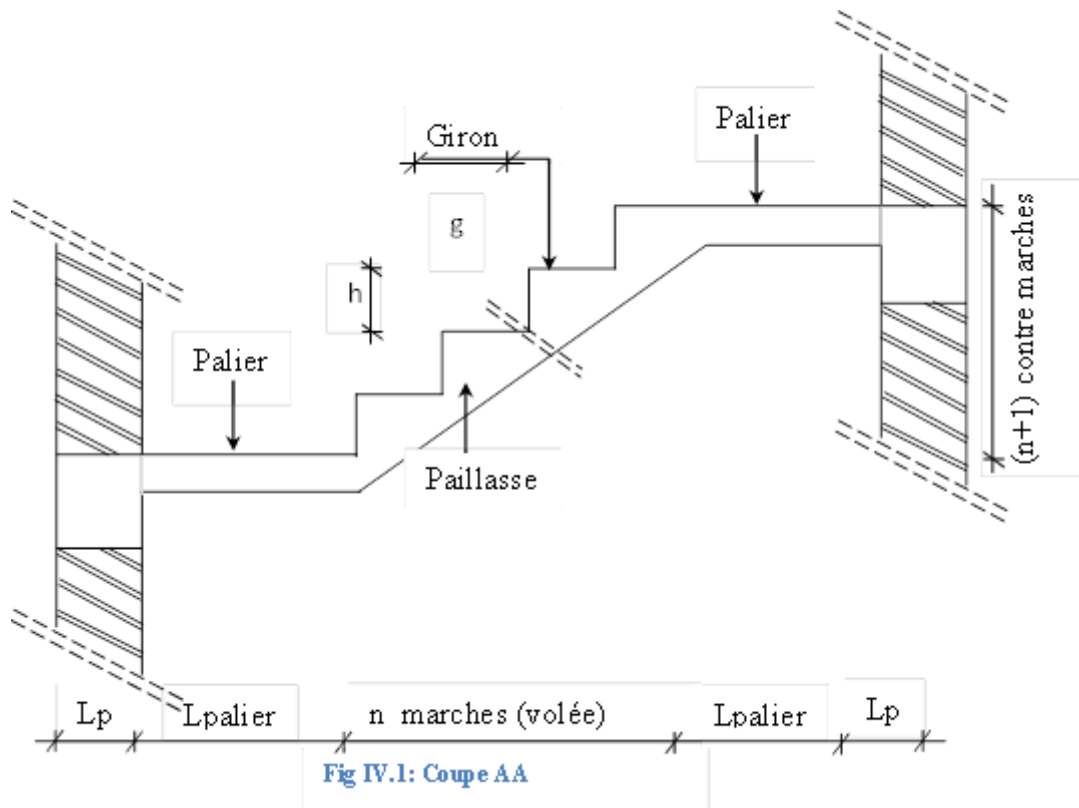 Giron
Palier
g
h
Palier
(n+1) contre marches
Paillasse
Lp
Lpalier
n marches (volée)
Lpalier
Lp
Fig IV.1: Coupe AA